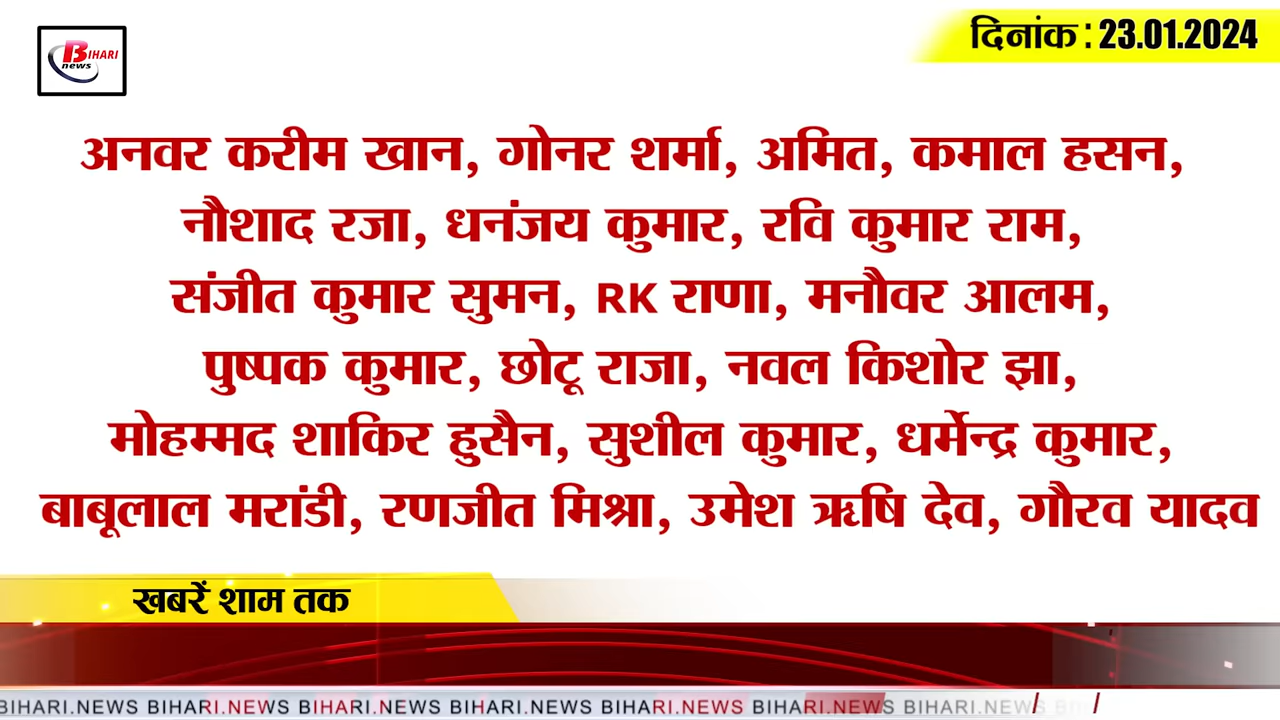 BIHARI
news
दिनांक : 23.01.2024
अनवर करीम खान, गोनर शर्मा, अमित, कमाल हसन,
नौशाद रजा, धनंजय कुमार, रवि कुमार राम,
संजीत कुमार सुमन, RK राणा, मनौवर आलम,
पुष्पक कुमार, छोटू राजा, नवल किशोर झा,
मोहम्मद शाकिर हुसैन, सुशील कुमार, धर्मेन्द्र कुमार,
बाबूलाल मरांडी, रणजीत मिश्रा, उमेश ऋषि देव, गौरव यादव
खबरें शाम तक
BIHARI.NEWS BIHARI.NEWS BIHARI.NEWS BIHARI.NEWS BIHARI.NEWS BIHARI.NEWS BIHARI.NEWS